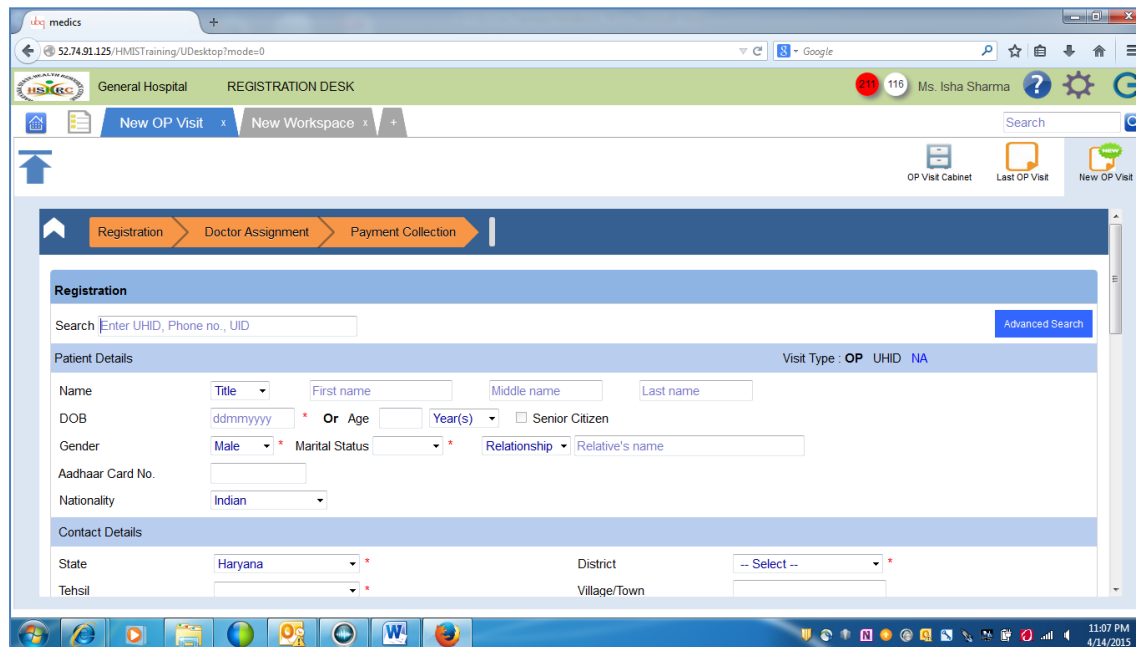 ubq medics
52.74.91.125/HMISTraining/UDesktop?mode=0 Google
HSHRC General Hospital REGISTRATION DESK 211 116 Ms. Isha Sharma ?
New OP Visit x New Workspace x + Search
NEW
OP Visit Cabinet Last OP Visit New OP Visit
Registration Doctor Assignment Payment Collection
Registration
Search Enter UHID, Phone no., UID Advanced Search
Patient Details Visit Type : OP UHID NA
Name Title First name Middle name Last name
DOB ddmmyyyy * Or Age Year(s) Senior Citizen
Gender Male * Marital Status * Relationship Relative's name
Aadhaar Card No.
Nationality Indian
Contact Details
State Haryana * District -- Select -- *
Tehsil * Village/Town
11:07 PM
4/14/2015